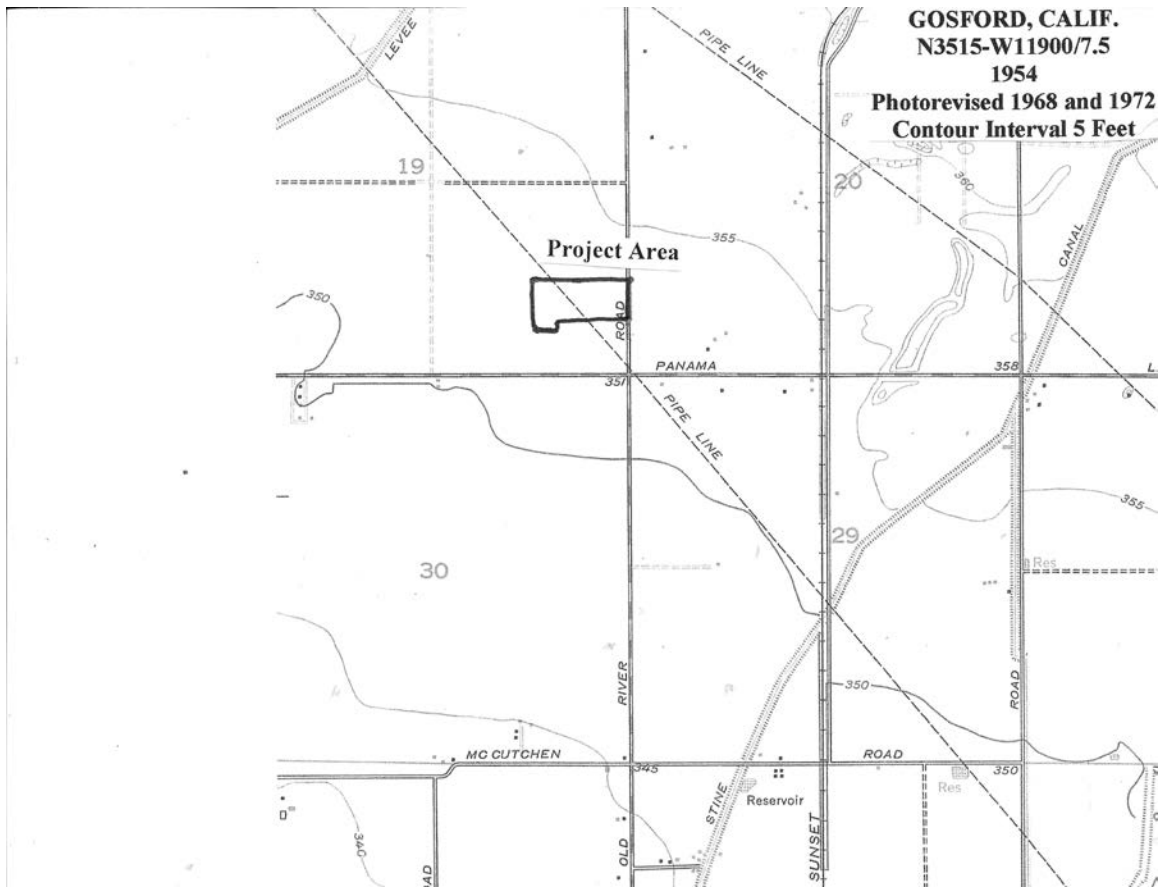 GOSFORD, CALIF.
N3515-W11900/7.5
1954
Photorevised 1968 and 1972
Contour Interval 5 Feet
LEVEE
PIPE LINE
19
20
360
CANAL
355
Project Area
350
ROAD
PANAMA
358
L
351
PIPE LINE
355
29
Res
30
350
RIVER
ROAD
MC CUTCHEN
ROAD
345
350
Reservoir
Res
STINE
SUNSET
OLD
340
D